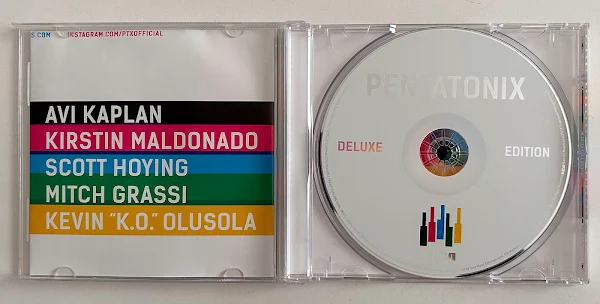 S.COM INSTAGRAM.COM/PTXOFFICIAL
AVI KAPLAN
KIRSTIN MALDONADO
SCOTT HOYING
MITCH GRASSI
KEVIN "K.O." OLUSOLA
PENTATONIX
DELUXE EDITION